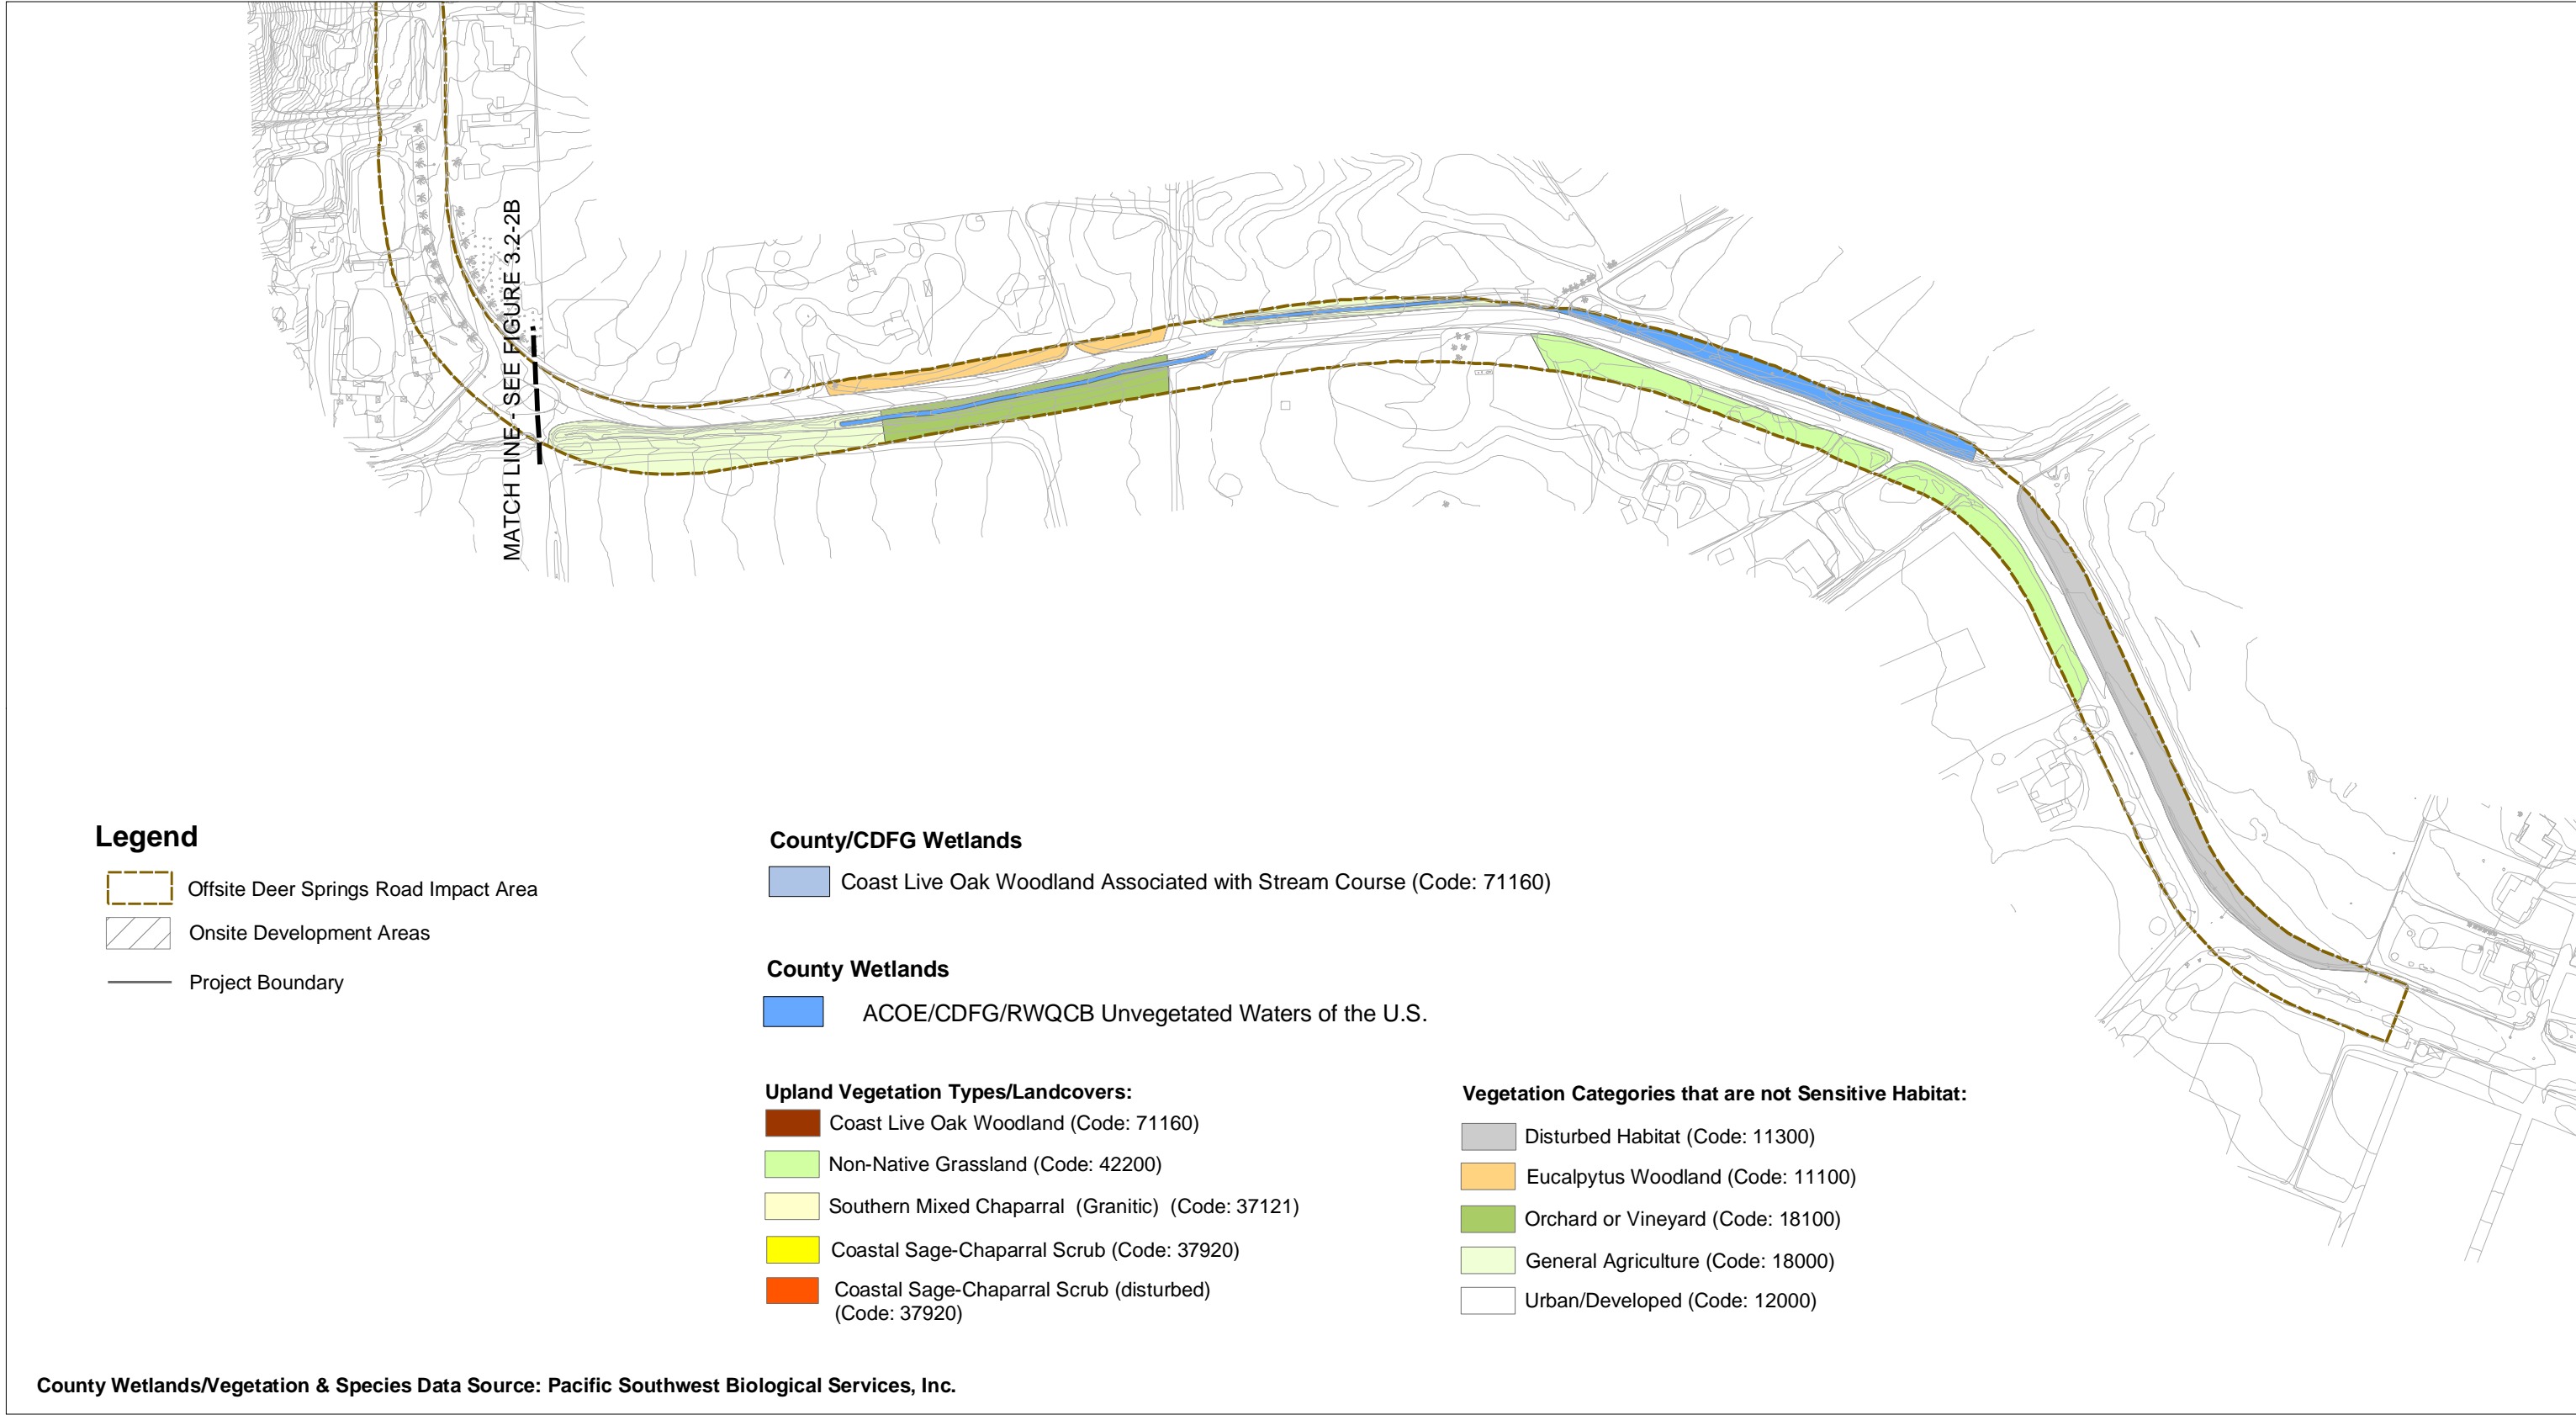 MATCH LINE - SEE FIGURE 3.2-2B
Legend
Offsite Deer Springs Road Impact Area
Onsite Development Areas
Project Boundary
County/CDFG Wetlands
Coast Live Oak Woodland Associated with Stream Course (Code: 71160)
County Wetlands
ACOE/CDFG/RWQCB Unvegetated Waters of the U.S.
Upland Vegetation Types/Landcovers:
Coast Live Oak Woodland (Code: 71160)
Non-Native Grassland (Code: 42200)
Southern Mixed Chaparral (Granitic) (Code: 37121)
Coastal Sage-Chaparral Scrub (Code: 37920)
Coastal Sage-Chaparral Scrub (disturbed)
(Code: 37920)
Vegetation Categories that are not Sensitive Habitat:
Disturbed Habitat (Code: 11300)
Eucalpytus Woodland (Code: 11100)
Orchard or Vineyard (Code: 18100)
General Agriculture (Code: 18000)
Urban/Developed (Code: 12000)
County Wetlands/Vegetation & Species Data Source: Pacific Southwest Biological Services, Inc.